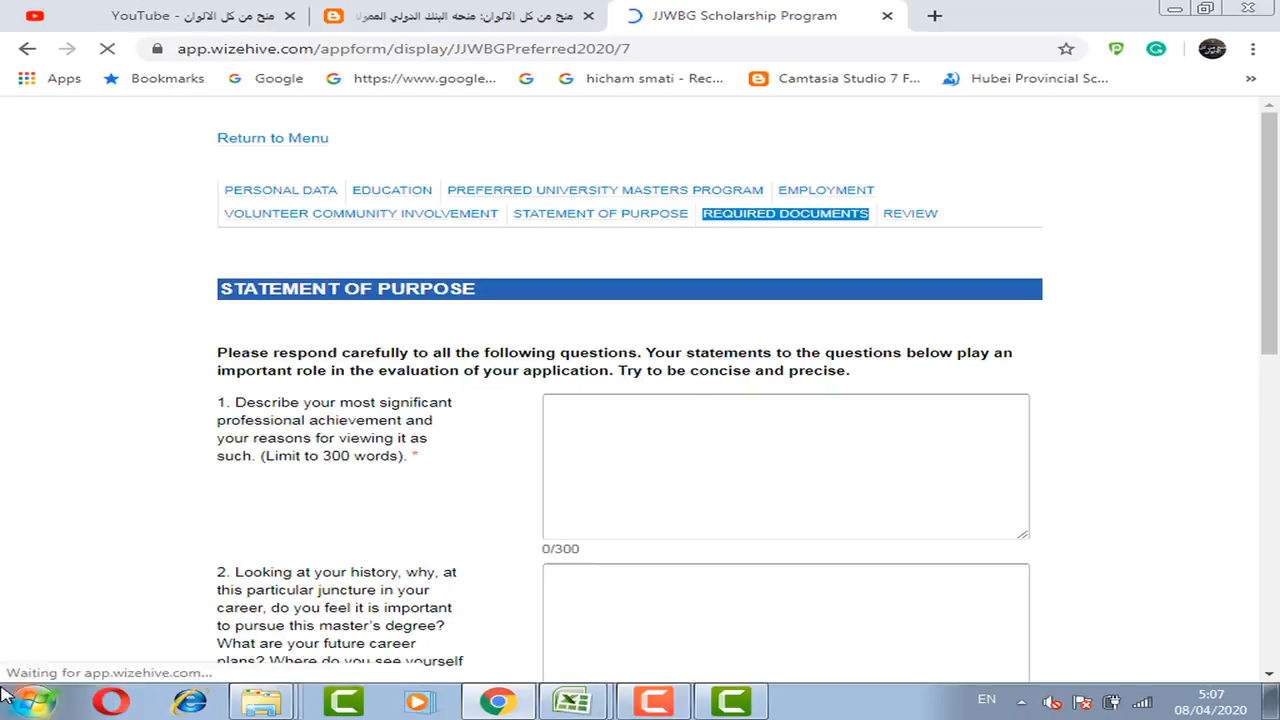 YouTube - منح من كل الالوان
منح من كل الالوان: منحه البنك الدولي الممولة
JJWBG Scholarship Program
app.wizehive.com/appform/display/JJWBGPreferred2020/7
Apps
Bookmarks
Google
https://www.google...
hicham smati - Rec...
Camtasia Studio 7 F...
Hubei Provincial Sc...
»
Return to Menu
PERSONAL DATA EDUCATION PREFERRED UNIVERSITY MASTERS PROGRAM EMPLOYMENT
VOLUNTEER COMMUNITY INVOLVEMENT STATEMENT OF PURPOSE REQUIRED DOCUMENTS REVIEW
STATEMENT OF PURPOSE
Please respond carefully to all the following questions. Your statements to the questions below play an
important role in the evaluation of your application. Try to be concise and precise.
1. Describe your most significant
professional achievement and
your reasons for viewing it as
such. (Limit to 300 words). *
0/300
2. Looking at your history, why, at
this particular juncture in your
career, do you feel it is important
to pursue this master's degree?
What are your future career
plans? Where do you see yourself
Waiting for app.wizehive.com...
EN
5:07
08/04/2020